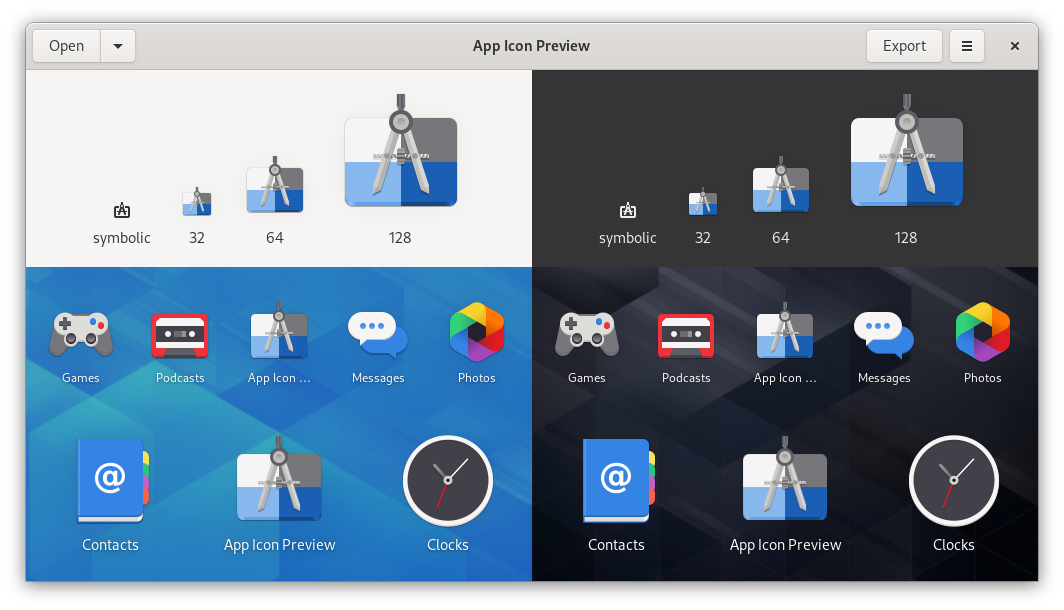 Open
App Icon Preview
Export
symbolic
32
64
128
symbolic
32
64
128
Games
Podcasts
App Icon ...
Messages
Photos
Games
Podcasts
App Icon ...
Messages
Photos
@
Contacts
App Icon Preview
Clocks
@
Contacts
App Icon Preview
Clocks